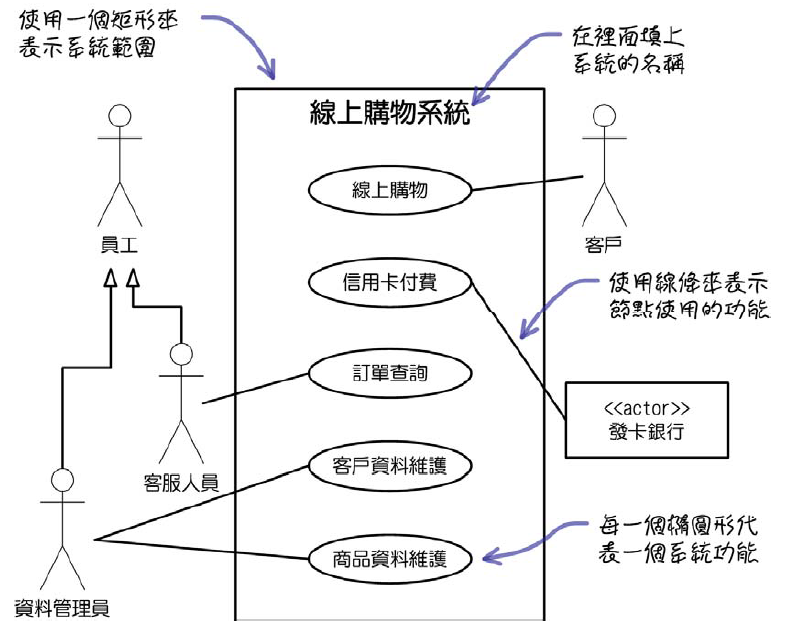 使用一個矩形來
表示系統範圍
在裡面填上
系統的名稱
線上購物系統
線上購物
員工
客戶
信用卡付費
使用線條來表示
節點使用的功能
訂單查詢
<<actor>>
發卡銀行
客服人員
客戶資料維護
每一個橢圓形代
表一個系統功能
商品資料維護
資料管理員